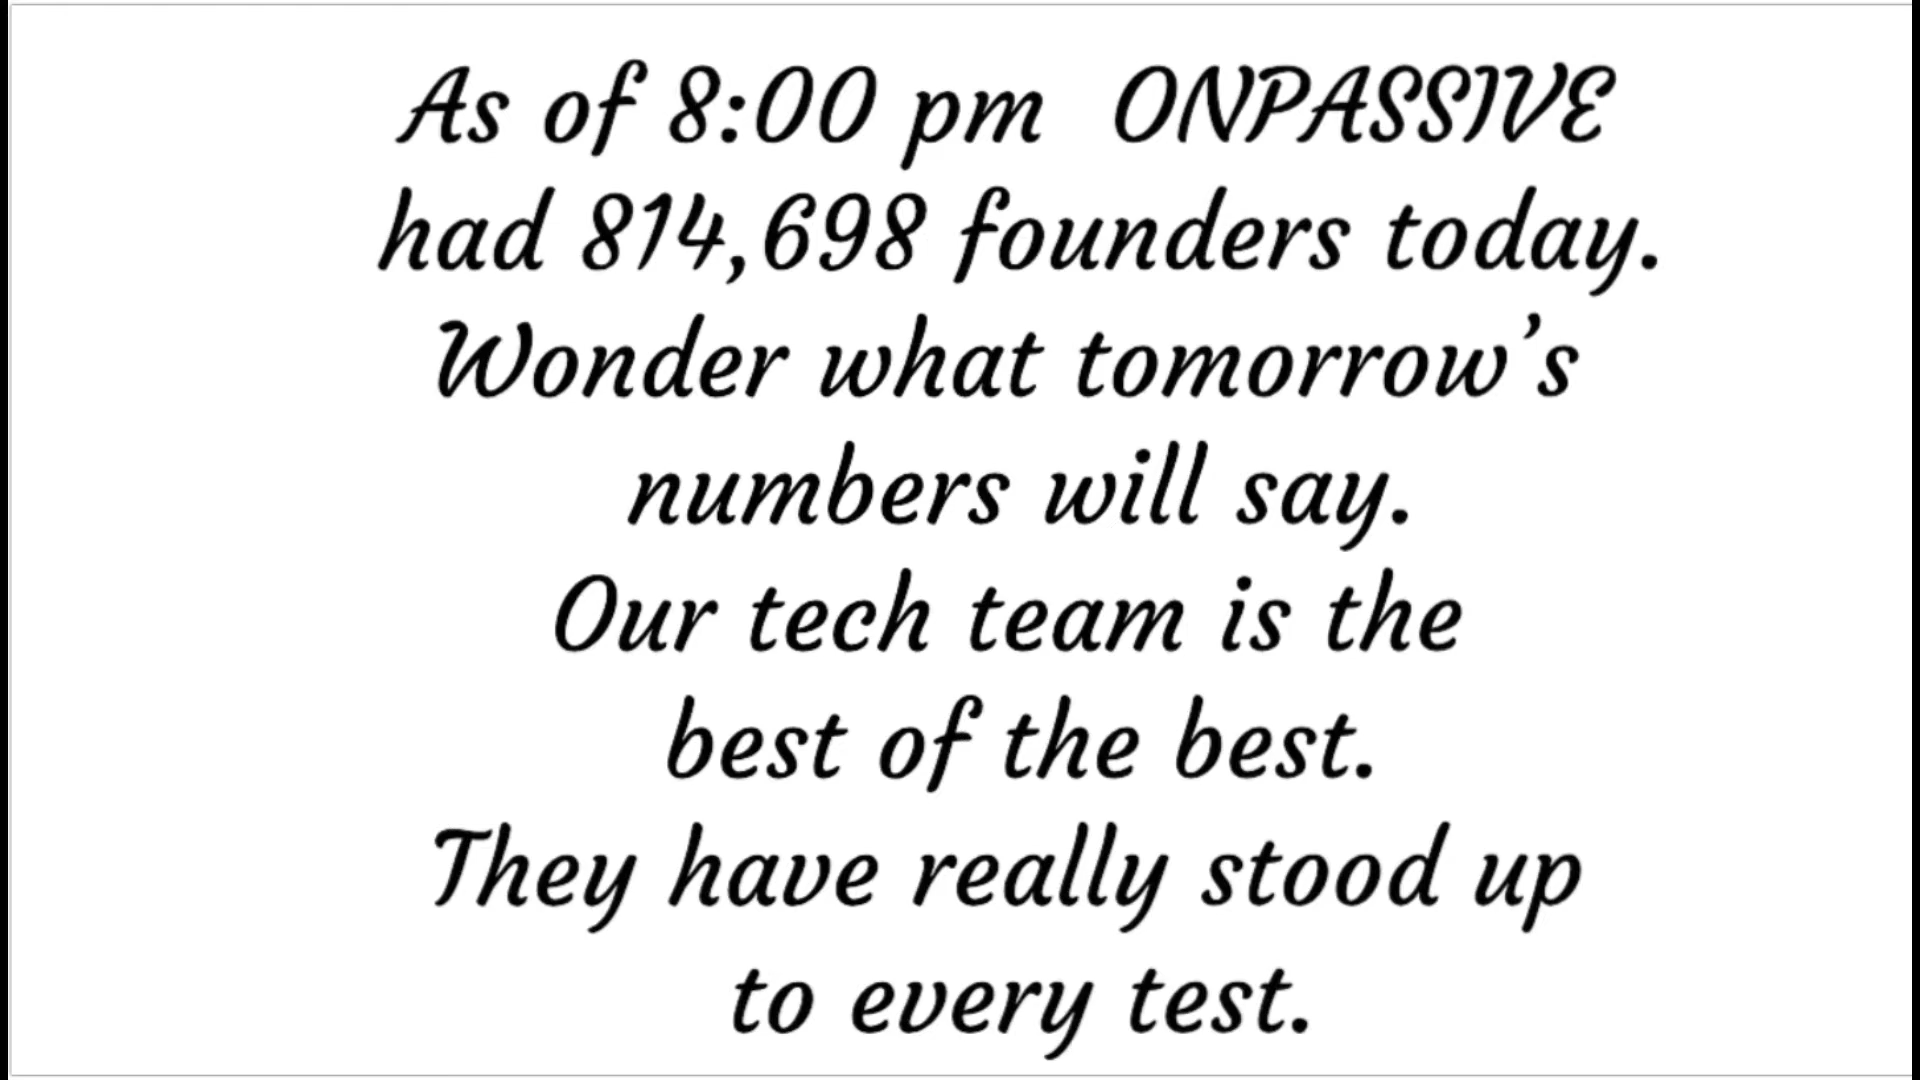 As of 8:00 pm ONPASSIVE
had 814,698 founders today.
Wonder what tomorrow’s
numbers will say.
Our tech team is the
best of the best.
They have really stood up
to every test.